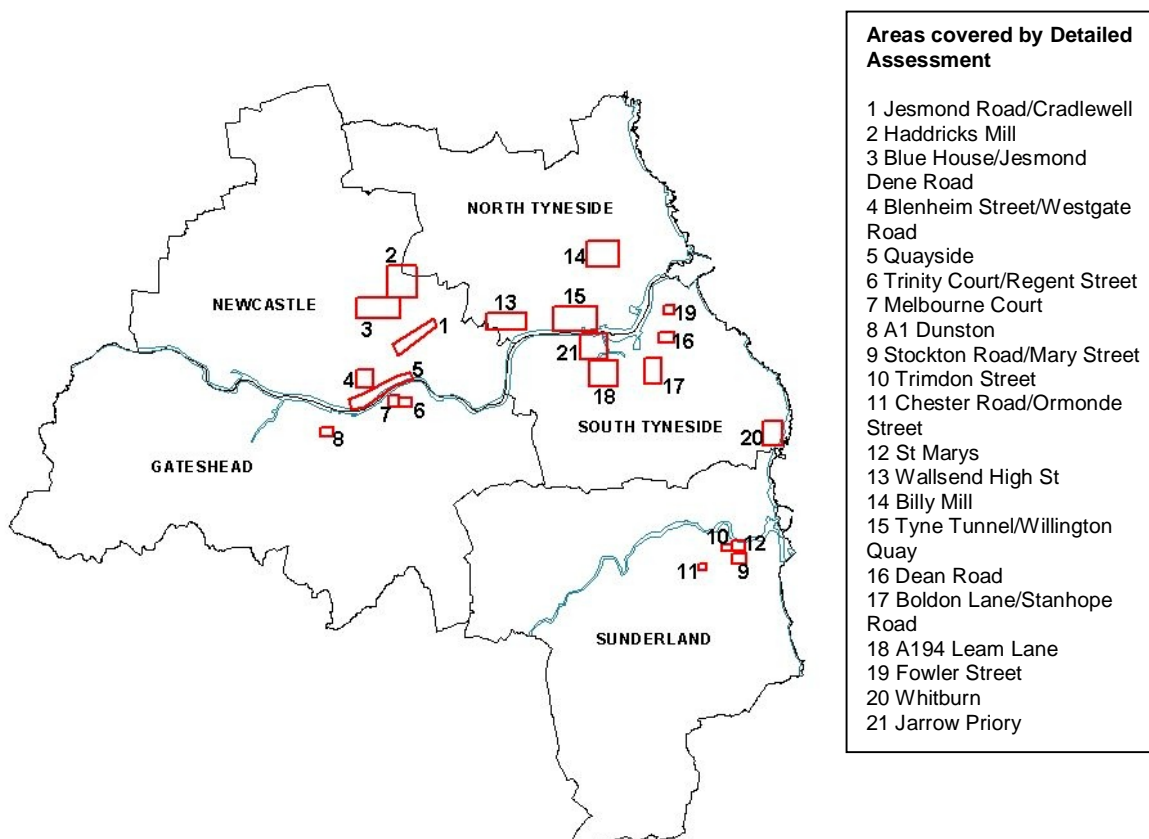 Areas covered by Detailed
Assessment
1 Jesmond Road/Cradlewell
2 Haddricks Mill
3 Blue House/Jesmond
Dene Road
4 Blenheim Street/Westgate
Road
5 Quayside
6 Trinity Court/Regent Street
7 Melbourne Court
8 A1 Dunston
9 Stockton Road/Mary Street
10 Trimdon Street
11 Chester Road/Ormonde
Street
12 St Marys
13 Wallsend High St
14 Billy Mill
15 Tyne Tunnel/Willington
Quay
16 Dean Road
17 Boldon Lane/Stanhope
Road
18 A194 Leam Lane
19 Fowler Street
20 Whitburn
21 Jarrow Priory
NORTH TYNESIDE
14
2
NEWCASTLE
3
1
13
15
19
16
21
17
18
4
5
7
6
8
SOUTH TYNESIDE
20
GATESHEAD
10
12
11
9
SUNDERLAND